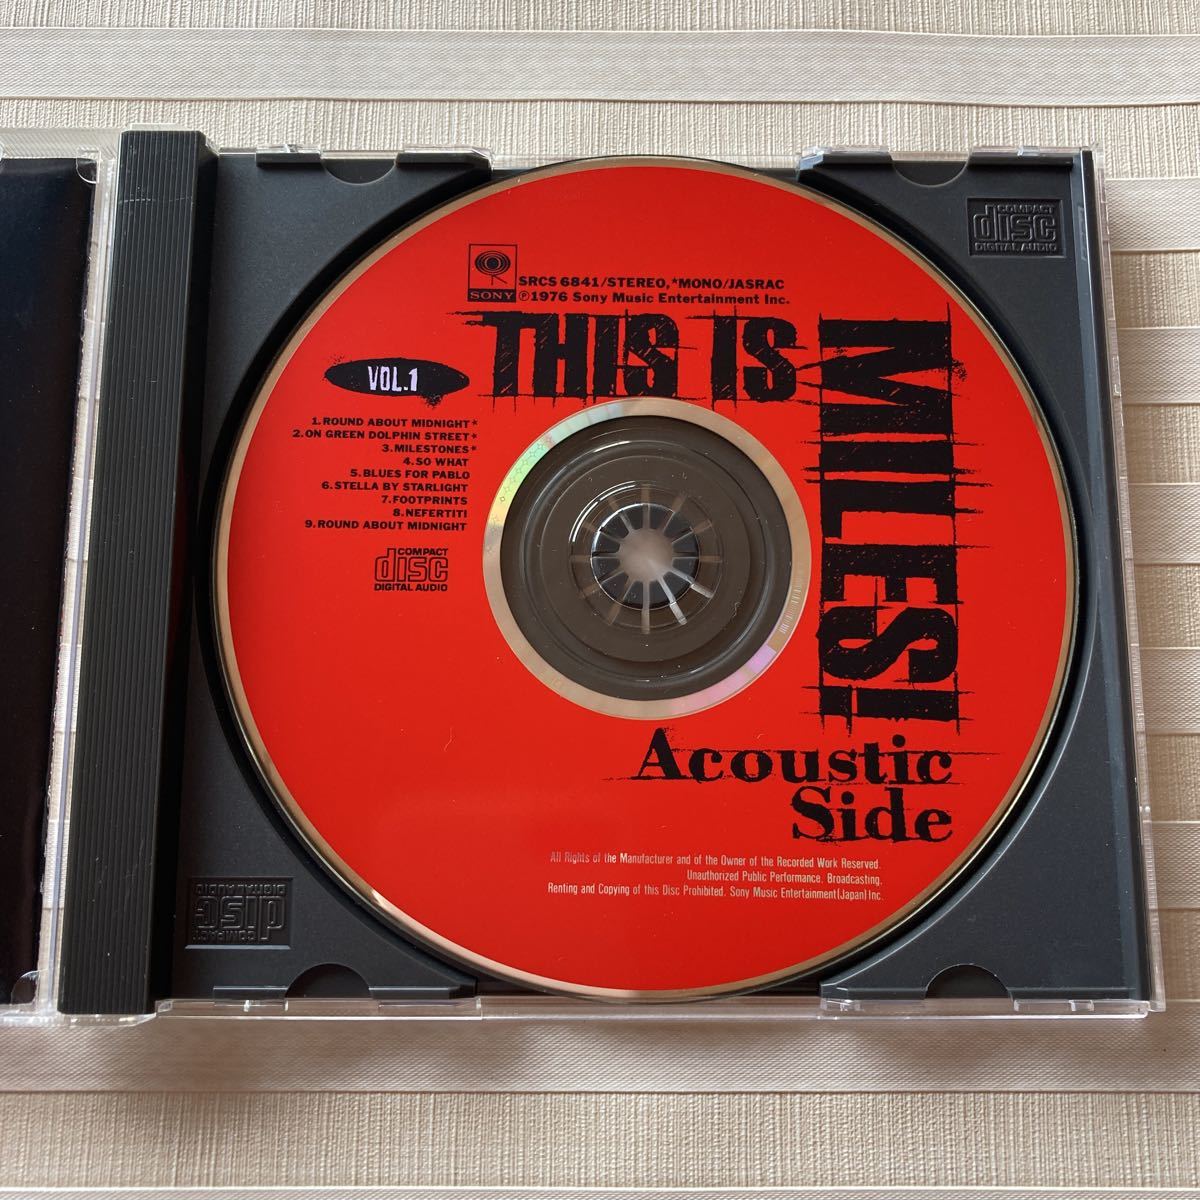 SONY
SRCS 6841/STEREO,*MONO/JASRAC
℗1976 Sony Music Entertainment Inc.
THIS IS
MILES!
Acoustic
Side
VOL.1
1.ROUND ABOUT MIDNIGHT*
2.ON GREEN DOLPHIN STREET*
3.MILESTONES*
4.SO WHAT
5.BLUES FOR PABLO
6.STELLA BY STARLIGHT
7.FOOTPRINTS
8.NEFERTITI
9.ROUND ABOUT MIDNIGHT
COMPACT
disc
DIGITAL AUDIO
All Rights of the Manufacturer and of the Owner of the Recorded Work Reserved.
Unauthorized Public Performance. Broadcasting.
Renting and Copying of this Disc Prohibited. Sony Music Entertainment(Japan)Inc.
COMPACT
disc
DIGITAL AUDIO
COMPACT
disc
DIGITAL AUDIO